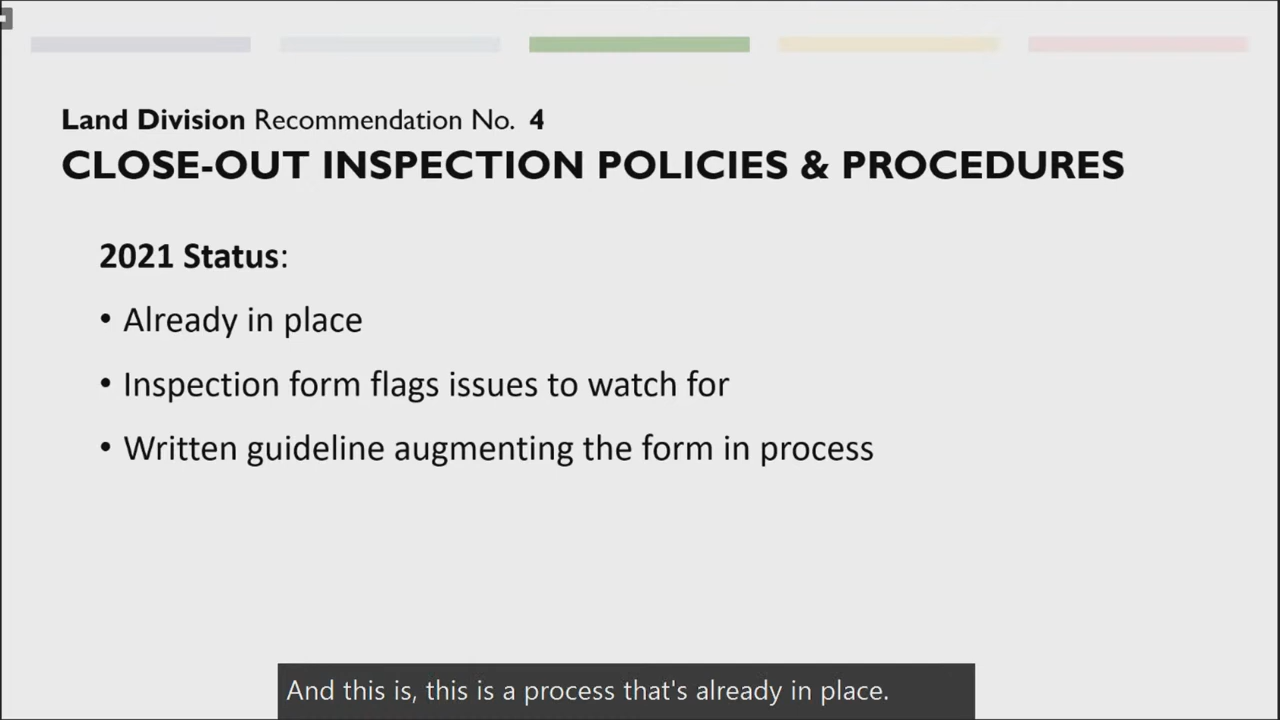 Land Division Recommendation No. 4
CLOSE-OUT INSPECTION POLICIES & PROCEDURES
2021 Status:
• Already in place
• Inspection form flags issues to watch for
• Written guideline augmenting the form in process
And this is, this is a process that's already in place.